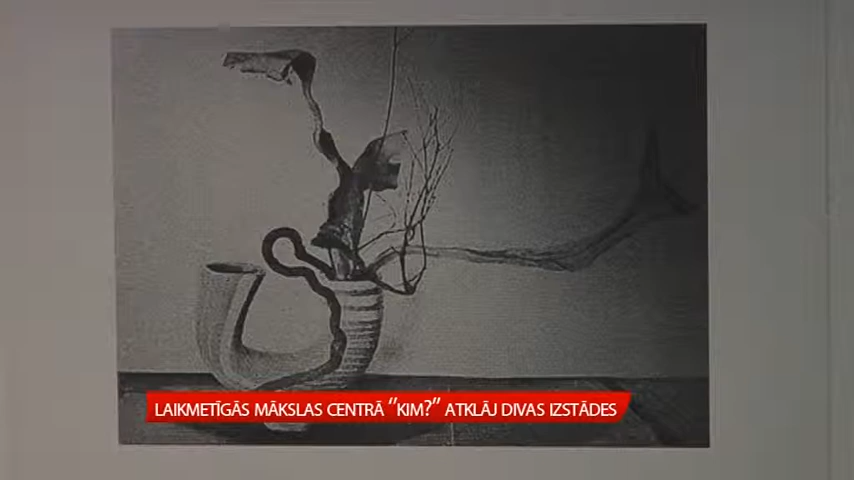 LAIKMETĪGĀS MĀKSLAS CENTRĀ ”KIM?” ATKLĀJ DIVAS IZSTĀDES